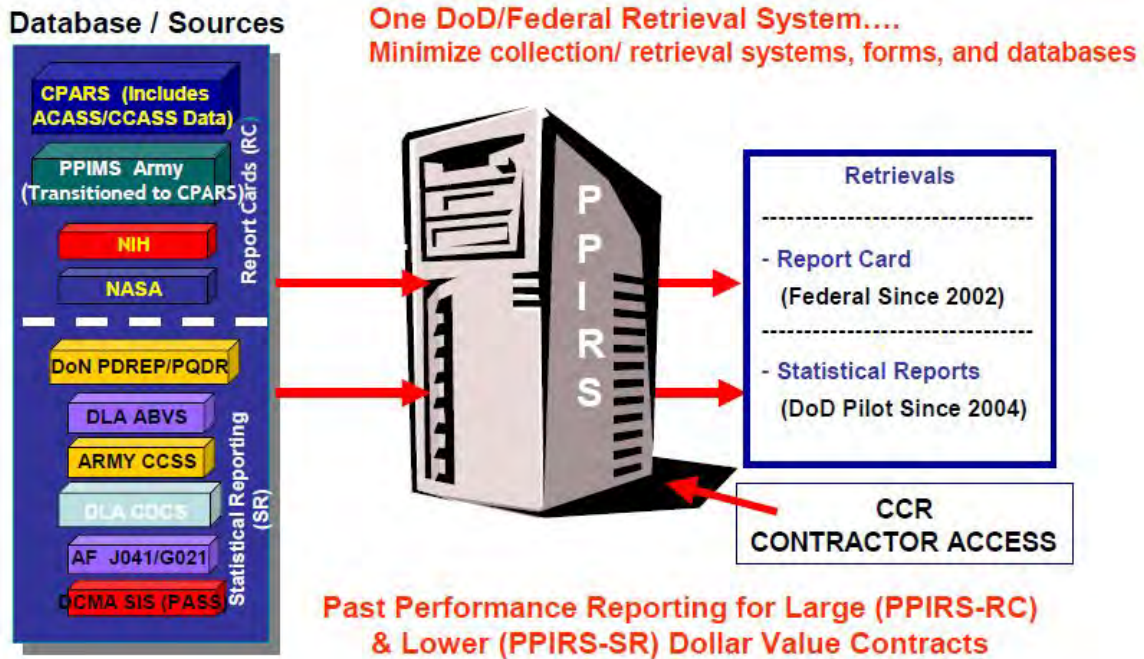 Database / Sources
CPARS (Includes
ACASS/CCASS Data)
PPIMS Army
(Transitioned to CPARS)
NIH
NASA
Report Cards (RC)
DoN PDREP/PQDR
DLA ABVS
ARMY CCSS
DLA CDCS
AF J041/G021
DCMA SIS (PASS)
Statistical Reporting
(SR)
One DoD/Federal Retrieval System....
Minimize collection/ retrieval systems, forms, and databases
PPIRS
Retrievals
- Report Card
(Federal Since 2002)
- Statistical Reports
(DoD Pilot Since 2004)
CCR
CONTRACTOR ACCESS
Past Performance Reporting for Large (PPIRS-RC)
& Lower (PPIRS-SR) Dollar Value Contracts